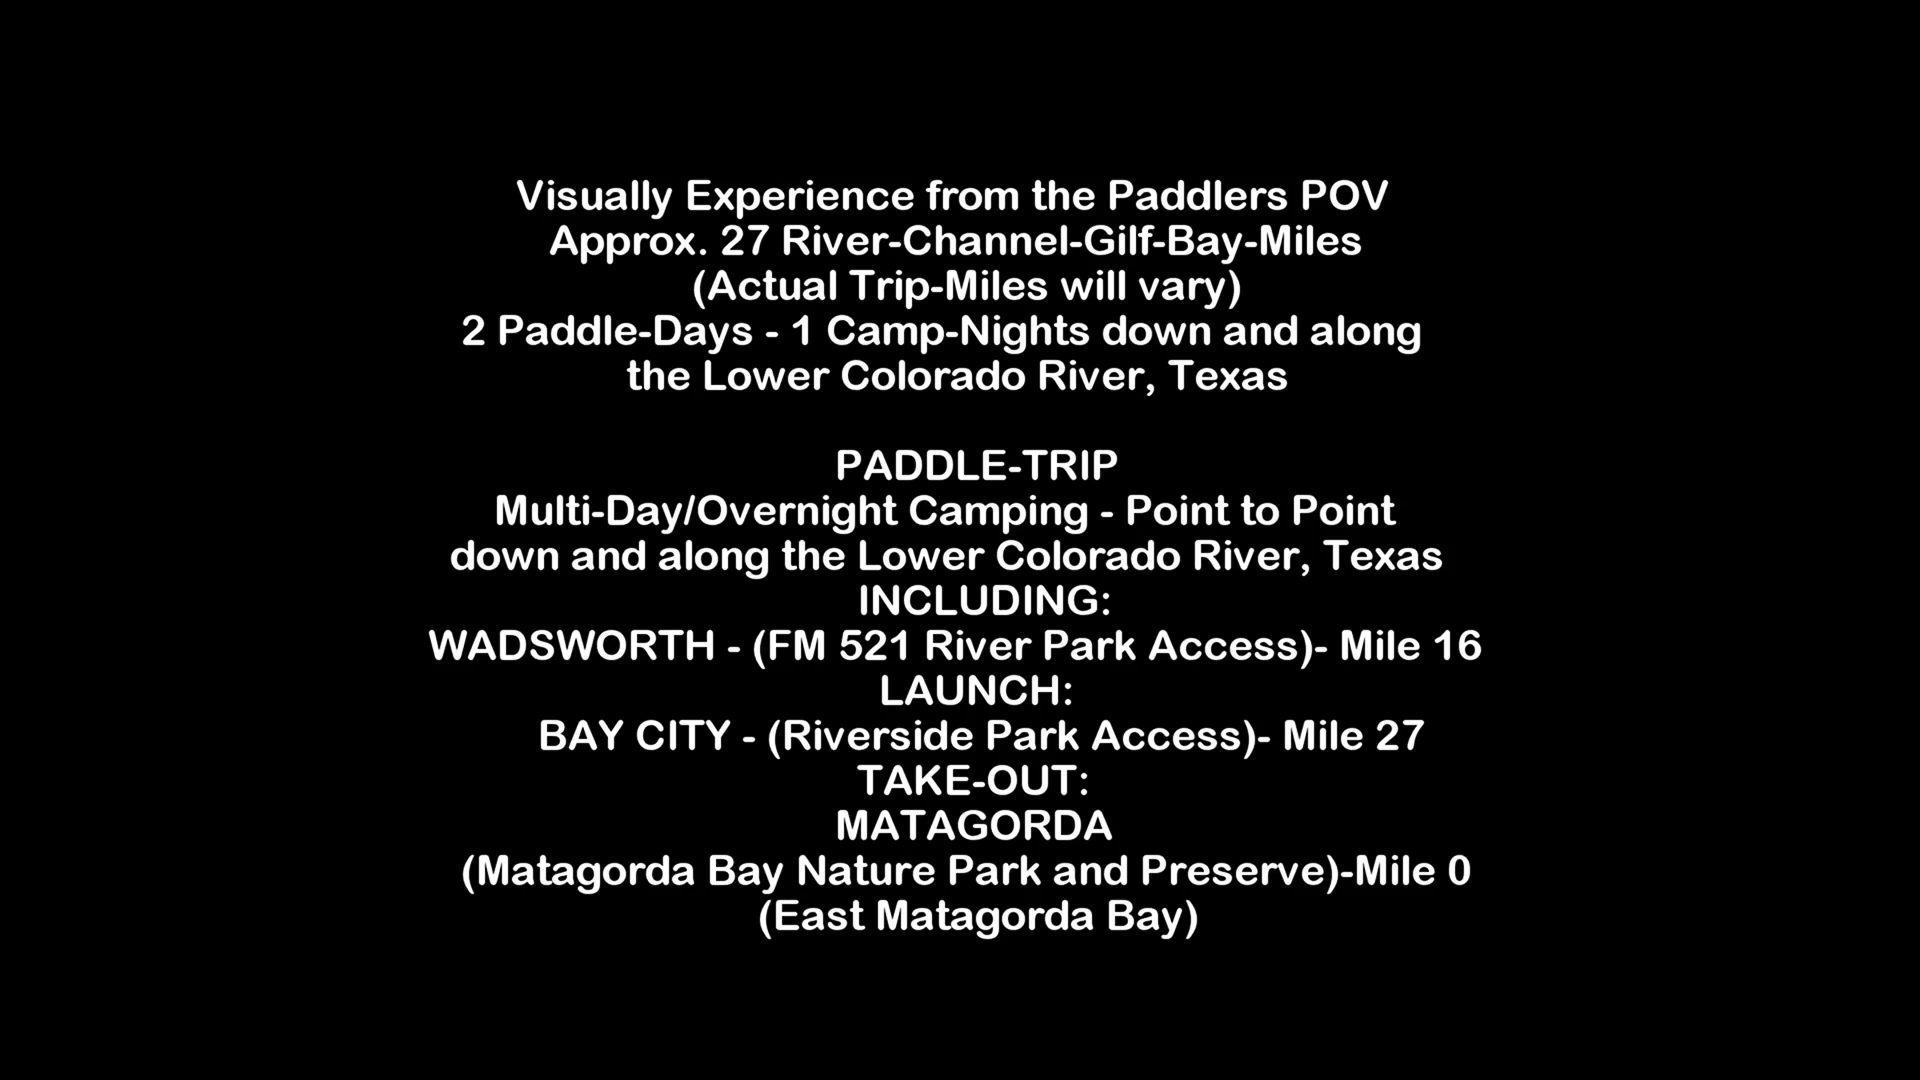 Visually Experience from the Paddlers POV
Approx. 27 River-Channel-Gilf-Bay-Miles
(Actual Trip-Miles will vary)
2 Paddle-Days - 1 Camp-Nights down and along
the Lower Colorado River, Texas
PADDLE-TRIP
Multi-Day/Overnight Camping - Point to Point
down and along the Lower Colorado River, Texas
INCLUDING:
WADSWORTH - (FM 521 River Park Access)- Mile 16
LAUNCH:
BAY CITY - (Riverside Park Access)- Mile 27
TAKE-OUT:
MATAGORDA
(Matagorda Bay Nature Park and Preserve)-Mile 0
(East Matagorda Bay)